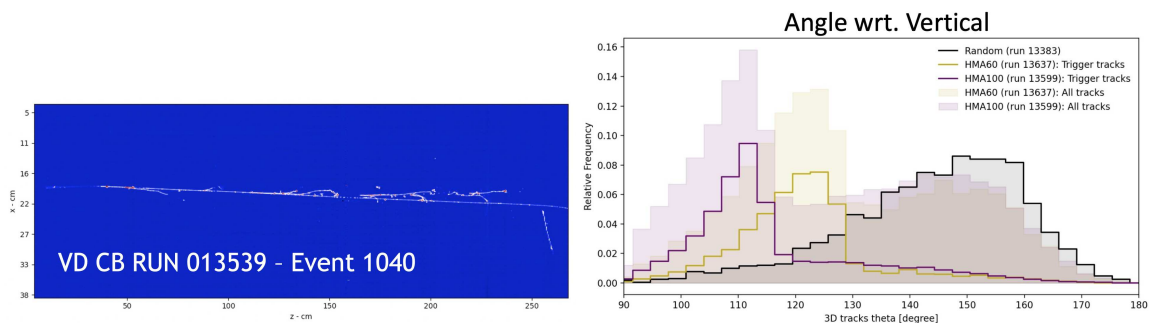 5
11
16
22
27
33
38
x - cm
VD CB RUN 013539 – Event 1040
50
100
150
200
250
z - cm
Angle wrt. Vertical
Relative Frequency
0.16
0.14
0.12
0.10
0.08
0.06
0.04
0.02
0.00
Random (run 13383)
HMA60 (run 13637): Trigger tracks
HMA100 (run 13599): Trigger tracks
HMA60 (run 13637): All tracks
HMA100 (run 13599): All tracks
90
100
110
120
130
140
150
160
170
180
3D tracks theta [degree]